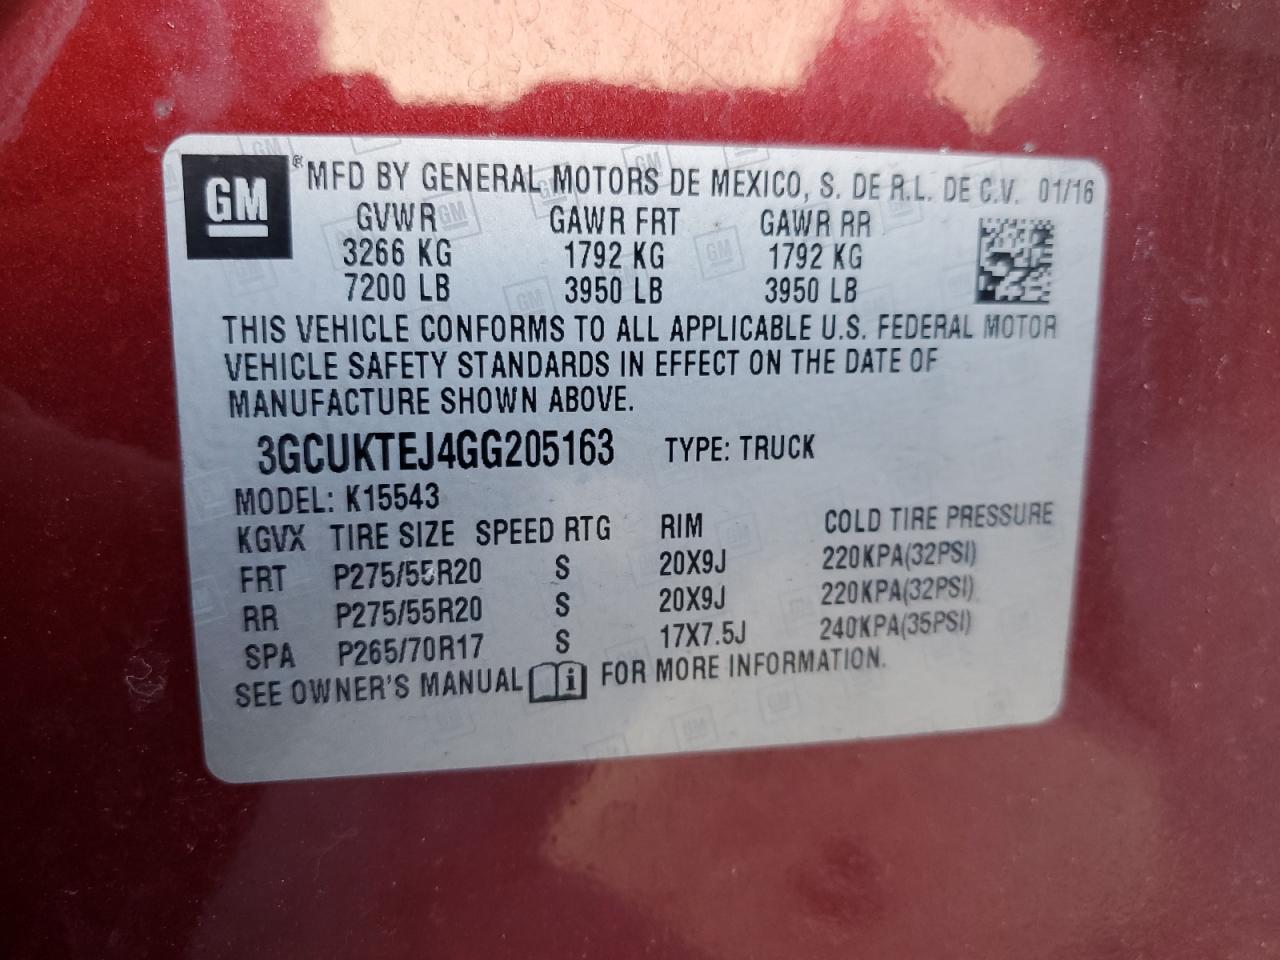 GM ® MFD BY GENERAL MOTORS DE MEXICO, S. DE R.L. DE C.V. 01/16
GVWR GAWR FRT GAWR RR
3266 KG 1792 KG 1792 KG
7200 LB 3950 LB 3950 LB
THIS VEHICLE CONFORMS TO ALL APPLICABLE U.S. FEDERAL MOTOR
VEHICLE SAFETY STANDARDS IN EFFECT ON THE DATE OF
MANUFACTURE SHOWN ABOVE.
3GCUKTEJ4GG205163 TYPE: TRUCK
MODEL: K15543
KGVX TIRE SIZE SPEED RTG RIM COLD TIRE PRESSURE
FRT P275/55R20 S 20X9J 220KPA(32PSI)
RR P275/55R20 S 20X9J 220KPA(32PSI)
SPA P265/70R17 S 17X7.5J 240KPA(35PSI)
SEE OWNER'S MANUAL i FOR MORE INFORMATION.